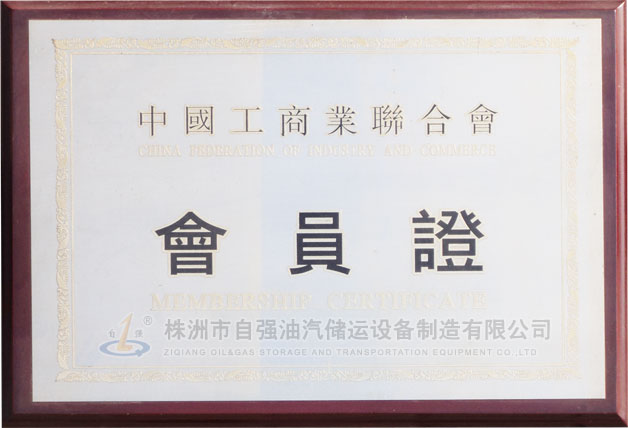 中國工商業聯合會
CHINA FEDERATION OF INDUSTRY AND COMMERCE
會員證
MEMBERSHIP CERTIFICATE
自强®
株洲市自强油汽储运设备制造有限公司
ZIQIANG OIL&GAS STORAGE AND TRANSPORTATION EQUIPMENT CO.,LTD